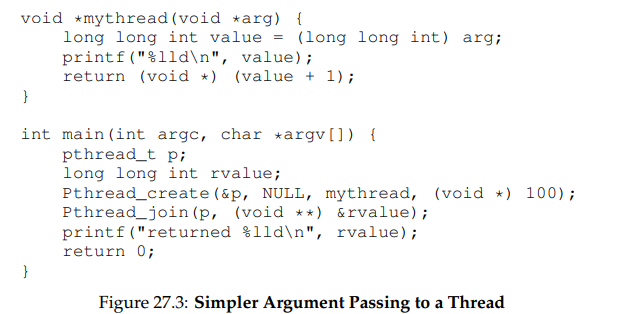 void *mythread(void *arg) {
    long long int value = (long long int) arg;
    printf("%lld\n", value);
    return (void *) (value + 1);
}

int main(int argc, char *argv[]) {
    pthread_t p;
    long long int rvalue;
    Pthread_create(&p, NULL, mythread, (void *) 100);
    Pthread_join(p, (void **) &rvalue);
    printf("returned %lld\n", rvalue);
    return 0;
}
Figure 27.3: Simpler Argument Passing to a Thread